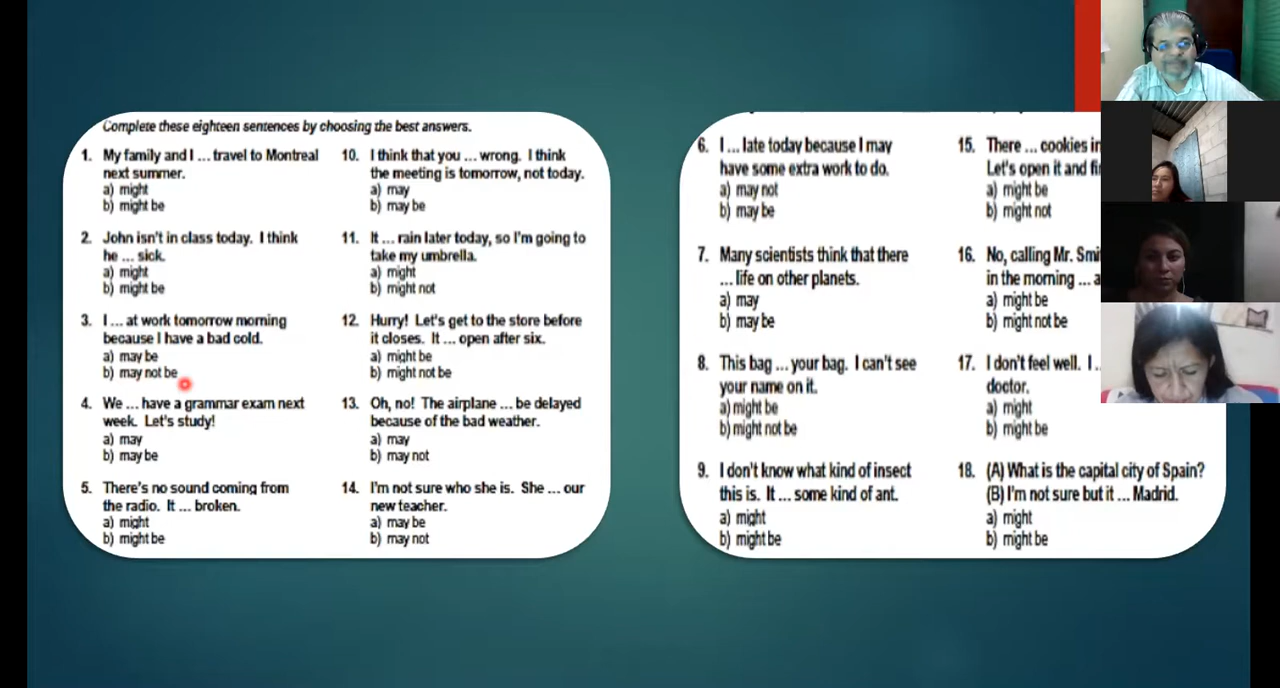 Complete these eighteen sentences by choosing the best answers.
1. My family and I ... travel to Montreal
next summer.
a) might
b) might be
2. John isn't in class today. I think
he ... sick.
a) might
b) might be
3. I ... at work tomorrow morning
because I have a bad cold.
a) may be
b) may not be
4. We ... have a grammar exam next
week. Let's study!
a) may
b) may be
5. There's no sound coming from
the radio. It ... broken.
a) might
b) might be
10. I think that you ... wrong. I think
the meeting is tomorrow, not today.
a) may
b) may be
11. It ... rain later today, so I'm going to
take my umbrella.
a) might
b) might not
12. Hurry! Let's get to the store before
it closes. It ... open after six.
a) might be
b) might not be
13. Oh, no! The airplane ... be delayed
because of the bad weather.
a) may
b) may not
14. I'm not sure who she is. She ... our
new teacher.
a) may be
b) may not
6. I ... late today because I may
have some extra work to do.
a) may not
b) may be
7. Many scientists think that there
... life on other planets.
a) may
b) may be
8. This bag ... your bag. I can't see
your name on it.
a) might be
b) might not be
9. I don't know what kind of insect
this is. It ... some kind of ant.
a) might
b) might be
15. There ... cookies in
Let's open it and
a) might be
b) might not
16. No, calling Mr.
in the morning ...
a) might be
b) might not be
17. I don't feel well. I ..
doctor.
a) might
b) might be
18. (A) What is the capital city of Spain?
(B) I'm not sure but it ... Madrid.
a) might
b) might be